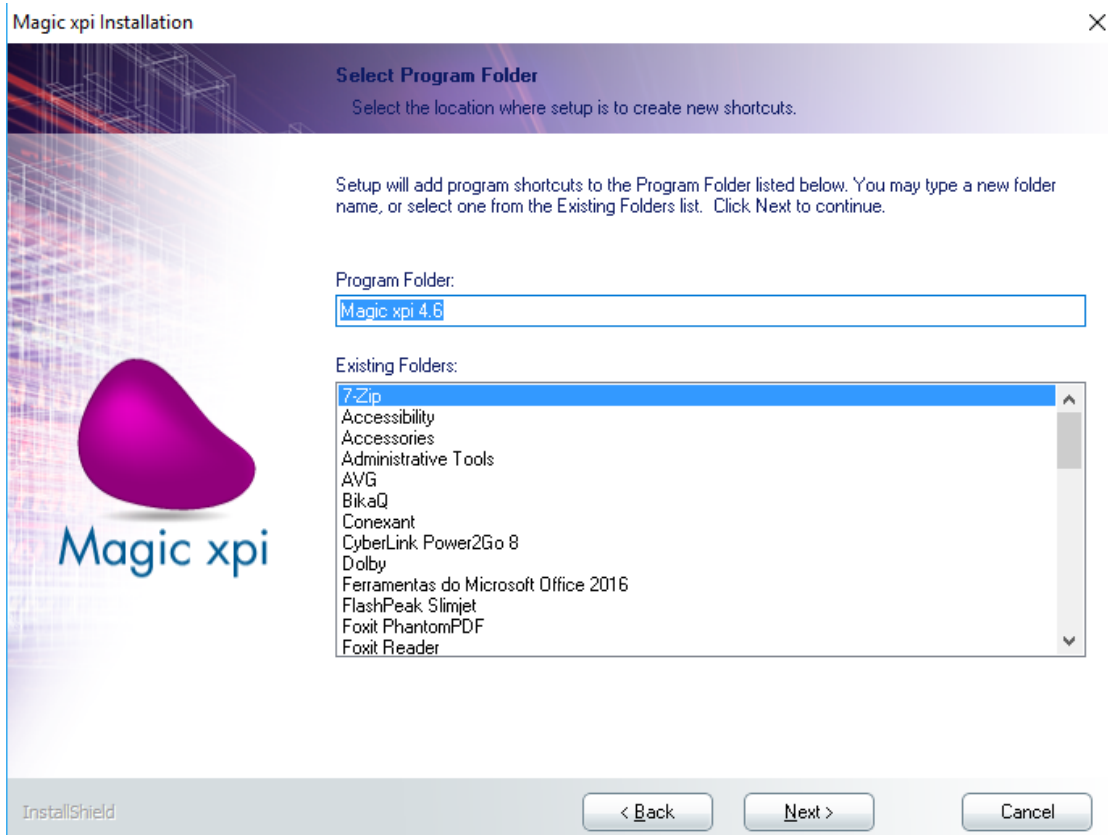 Magic xpi Installation
Select Program Folder
Select the location where setup is to create new shortcuts.
Setup will add program shortcuts to the Program Folder listed below. You may type a new folder
name, or select one from the Existing Folders list. Click Next to continue.
Program Folder:
Magic xpi 4.6
Existing Folders:
7-Zip
Accessibility
Accessories
Administrative Tools
AVG
BikaQ
Conexant
CyberLink Power2Go 8
Dolby
Ferramentas do Microsoft Office 2016
FlashPeak Slimjet
Foxit PhantomPDF
Foxit Reader
Magic xpi
InstallShield
< Back
Next >
Cancel